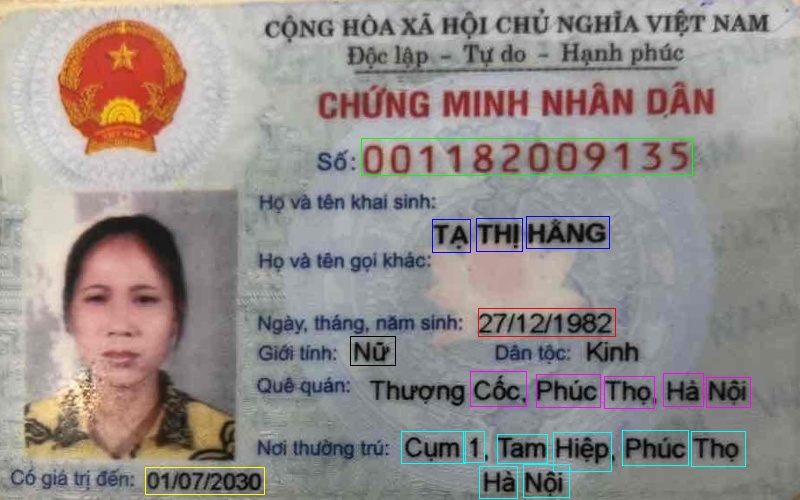 CỘNG HÒA XÃ HỘI CHỦ NGHĨA VIỆT NAM
Độc lập - Tự do - Hạnh phúc
CHỨNG MINH NHÂN DÂN
Số: 001182009135
Họ và tên khai sinh:
TẠ THỊ HẰNG
Họ và tên gọi khác:
Ngày, tháng, năm sinh: 27/12/1982
Giới tính: Nữ Dân tộc: Kinh
Quê quán: Thượng Cốc, Phúc Thọ, Hà Nội
Nơi thường trú: Cụm 1, Tam Hiệp, Phúc Thọ
Hà Nội
Có giá trị đến: 01/07/2030